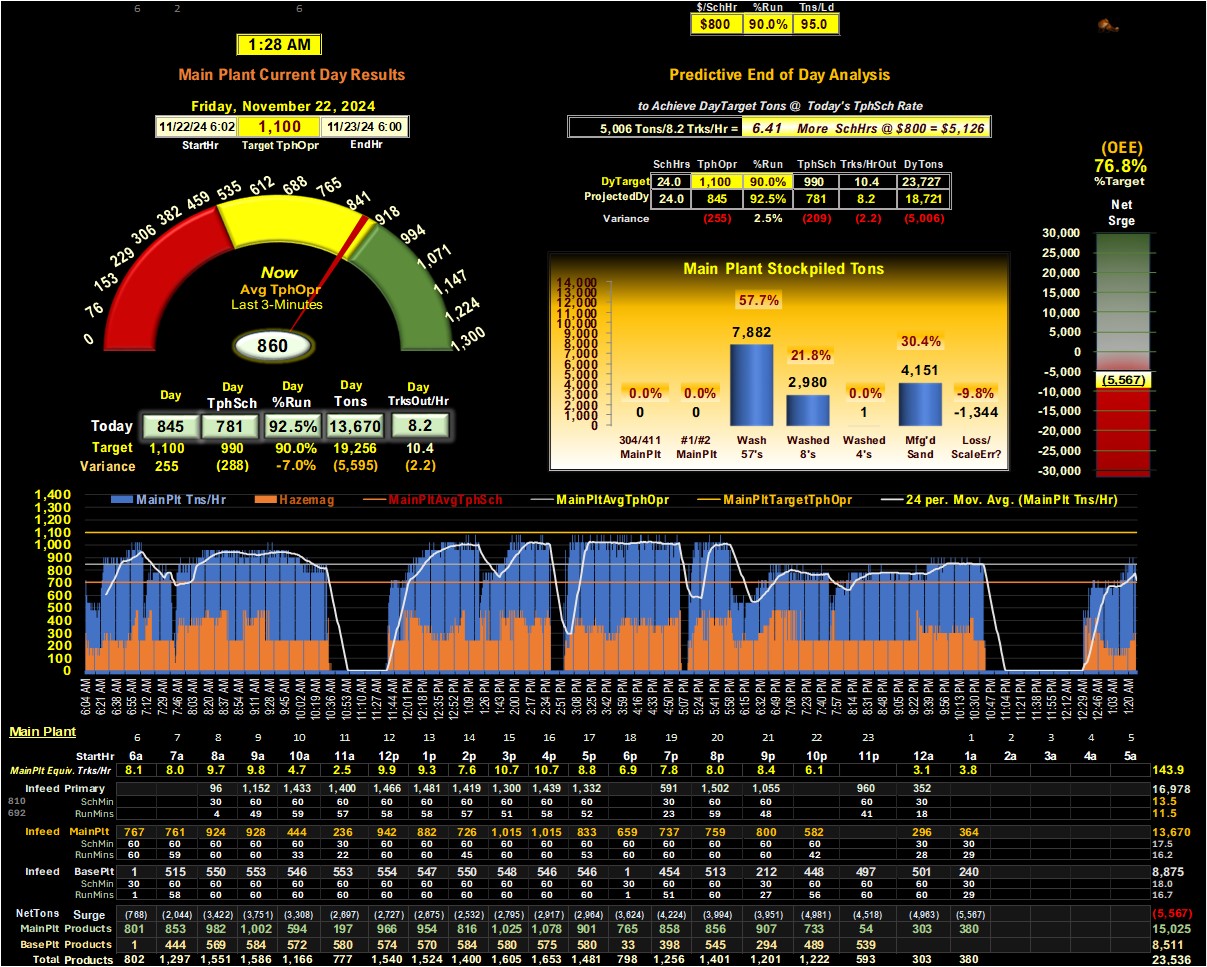 6 2 6
$/SchHr %Run Tns/Ld
$800 90.0% 95.0
1:28 AM
Main Plant Current Day Results
Predictive End of Day Analysis
Friday, November 22, 2024
to Achieve DayTarget Tons @ Today's TphSch Rate
11/22/24 6:02 1,100 11/23/24 6:00
StartHr Target TphOpr EndHr
5,006 Tons/8.2 Trks/Hr = 6.41 More SchHrs @ $800 = $5,126
(OEE)
76.8%
%Target
SchHrs TphOpr %Run TphSch Trks/HrOut DyTons
DyTarget 24.0 1,100 90.0% 990 10.4 23,727
ProjectedDy 24.0 845 92.5% 781 8.2 18,721
Variance (255) 2.5% (209) (2.2) (5,006)
Net
Srge
30,000
25,000
20,000
15,000
10,000
5,000
0
-5,000
(5,567)
-10,000
-15,000
-20,000
-25,000
-30,000
0 76 153 229 306 382 459 535 612 688 765 841 918 994 1,071 1,147 1,224 1,300
Now
Avg TphOpr
Last 3-Minutes
860
Main Plant Stockpiled Tons
14,000
13,000
12,000
11,000
10,000
9,000
8,000
7,000
6,000
5,000
4,000
3,000
2,000
1,000
0
0.0% 0.0% 57.7% 21.8% 0.0% 30.4% -9.8%
0 0 7,882 2,980 1 4,151 -1,344
304/411 #1/#2 Wash Washed Washed Mfg'd Loss/
MainPlt MainPlt 57's 8's 4's Sand ScaleErr?
Day Day Day Day Day
TphSch %Run Tons TrksOut/Hr
Today 845 781 92.5% 13,670 8.2
Target 1,100 990 90.0% 19,256 10.4
Variance 255 (288) -7.0% (5,595) (2.2)
MainPlt Tns/Hr Hazemag MainPltAvgTphSch MainPltAvgTphOpr MainPltTargetTphOpr 24 per. Mov. Avg. (MainPlt Tns/Hr)
1,400
1,300
1,200
1,100
1,000
900
800
700
600
500
400
300
200
100
0
6:04 AM 6:21 AM 6:38 AM 6:55 AM 7:12 AM 7:29 AM 7:46 AM 8:03 AM 8:20 AM 8:37 AM 8:54 AM 9:11 AM 9:28 AM 9:45 AM 10:02 AM 10:19 AM 10:36 AM 10:53 AM 11:10 AM 11:27 AM 11:44 AM 12:01 PM 12:18 PM 12:35 PM 12:52 PM 1:09 PM 1:26 PM 1:43 PM 2:00 PM 2:17 PM 2:34 PM 2:51 PM 3:08 PM 3:25 PM 3:42 PM 3:59 PM 4:16 PM 4:33 PM 4:50 PM 5:07 PM 5:24 PM 5:41 PM 5:58 PM 6:15 PM 6:32 PM 6:49 PM 7:06 PM 7:23 PM 7:40 PM 7:57 PM 8:14 PM 8:31 PM 8:48 PM 9:05 PM 9:22 PM 9:39 PM 9:56 PM 10:13 PM 10:30 PM 10:47 PM 11:04 PM 11:21 PM 11:38 PM 11:55 PM 12:12 AM 12:29 AM 12:46 AM 1:03 AM 1:20 AM
Main Plant
6 7 8 9 10 11 12 13 14 15 16 17 18 19 20 21 22 23 1 2 3 4 5
StartHr 6a 7a 8a 9a 10a 11a 12p 1p 2p 3p 4p 5p 6p 7p 8p 9p 10p 11p 12a 1a 2a 3a 4a 5a
MainPlt Equiv. Trks/Hr 8.1 8.0 9.7 9.8 4.7 2.5 9.9 9.3 7.6 10.7 10.7 8.8 6.9 7.8 8.0 8.4 6.1 3.1 3.8 143.9
Infeed Primary 96 1,152 1,433 1,400 1,466 1,481 1,419 1,300 1,439 1,332 591 1,502 1,055 960 352 16,978
810 SchMin 30 60 60 60 60 60 60 60 60 60 30 60 60 60 30 13.5
692 RunMins 4 49 59 57 58 58 57 58 56 57 23 59 48 41 18 11.5
Infeed MainPlt 767 761 924 928 444 236 942 882 726 1,015 1,015 833 659 737 759 800 582 296 364 13,670
SchMin 60 60 60 60 60 30 60 60 60 60 60 60 60 60 60 60 60 30 30 17.5
RunMins 60 59 60 60 33 22 60 60 45 60 60 53 60 60 60 60 42 28 29 16.2
Infeed BasePlt 1 515 550 553 546 553 554 547 550 548 546 546 1 454 513 212 448 497 501 240 8,875
SchMin 30 60 60 60 60 60 60 60 60 60 60 60 30 60 60 30 60 60 60 30 18.0
RunMins 1 58 60 60 60 60 60 60 60 60 60 60 1 51 60 27 56 60 60 29 16.7
NetTons Surge (768) (2,044) (3,422) (3,751) (3,308) (2,697) (2,727) (2,675) (2,532) (2,795) (2,917) (2,964) (3,624) (4,224) (3,994) (3,951) (4,981) (4,518) (4,963) (5,567) (5,567)
MainPlt Products 801 853 982 1,002 594 197 966 954 816 1,025 1,078 901 765 858 856 907 733 54 303 380 15,025
BasePlt Products 1 444 569 584 572 580 574 570 584 580 575 580 33 398 545 294 489 539 8,511
Total Products 802 1,297 1,551 1,586 1,166 777 1,540 1,524 1,400 1,605 1,653 1,481 798 1,256 1,401 1,201 1,222 593 303 380 23,536